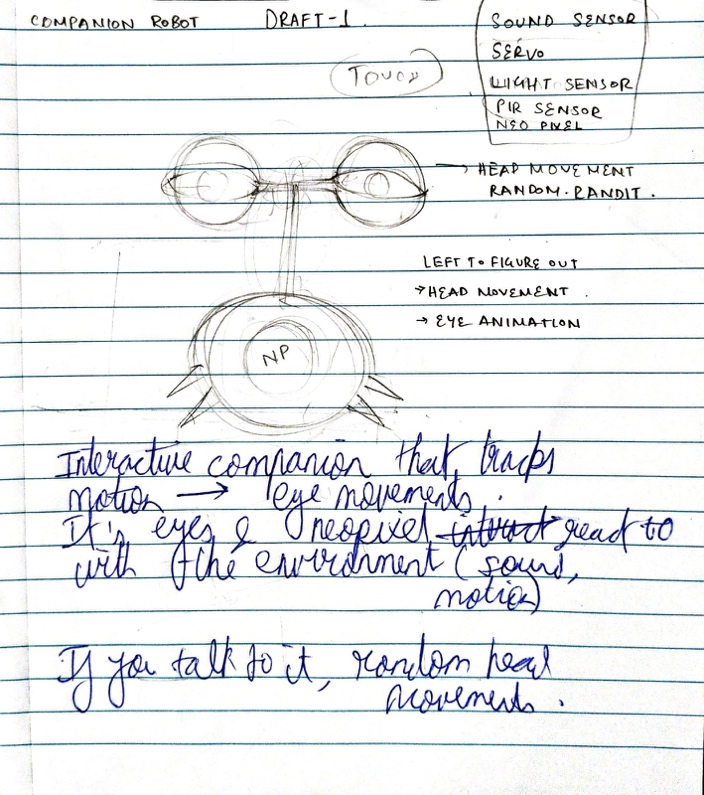 COMPANION ROBOT DRAFT-1.
SOUND SENSOR
SERVO
LIGHT SENSOR
PIR SENSOR
NEO PIXEL
TOUCH
→ HEAD MOVEMENT
RANDOM. RANDIT.
LEFT TO FIGURE OUT
→ HEAD MOVEMENT.
→ EYE ANIMATION
NP
Interactive companion that tracks
motion → eye movements.
It's eyes & neopixel intract react to
with the environment (sound,
motion)
If you talk to it, random head
movements.